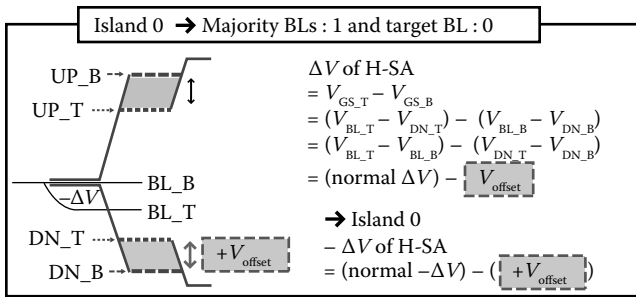 Island 0 → Majority BLs : 1 and target BL : 0
UP_B
UP_T
BL_B
−ΔV
BL_T
DN_T
DN_B
+V_offset
ΔV of H-SA
= V_GS_T − V_GS_B
= (V_BL_T − V_DN_T) − (V_BL_B − V_DN_B)
= (V_BL_T − V_BL_B) − (V_DN_T − V_DN_B)
= (normal ΔV) − V_offset
→ Island 0
− ΔV of H-SA
= (normal −ΔV) − ( +V_offset )